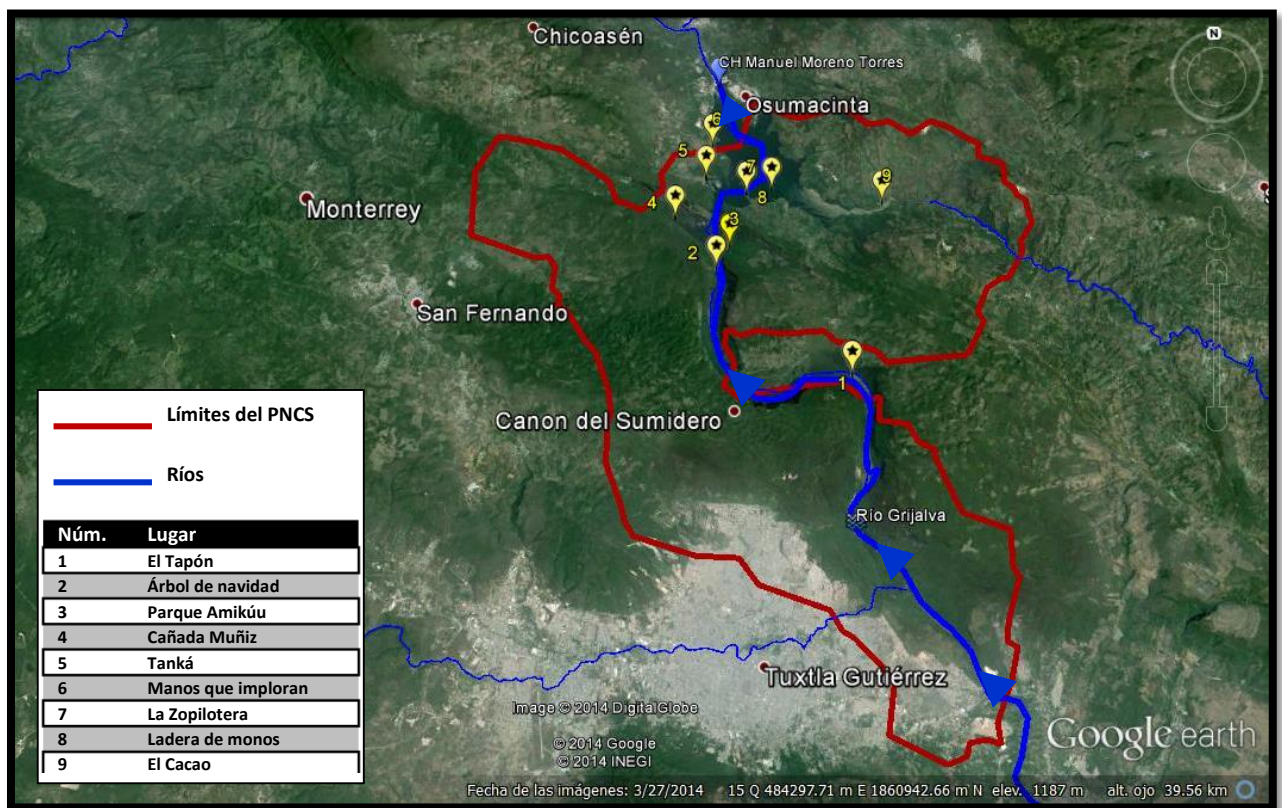 Chicoasén
N
CH Manuel Moreno Torres
Osumacinta
6
5
7
9
4
8
Monterrey
3
2
San Fernando
1
Canon del Sumidero
Límites del PNCS
Ríos
Río Grijalva
Núm. Lugar
1 El Tapón
2 Árbol de navidad
3 Parque Amikúu
4 Cañada Muñiz
5 Tanká
6 Manos que imploran
7 La Zopilotera
8 Ladera de monos
9 El Cacao
Tuxtla Gutiérrez
Image © 2014 DigitalGlobe
© 2014 Google
© 2014 INEGI
Google earth
Fecha de las imágenes: 3/27/2014 15 Q 484297.71 m E 1860942.66 m N elev. 1187 m alt. ojo 39.56 km